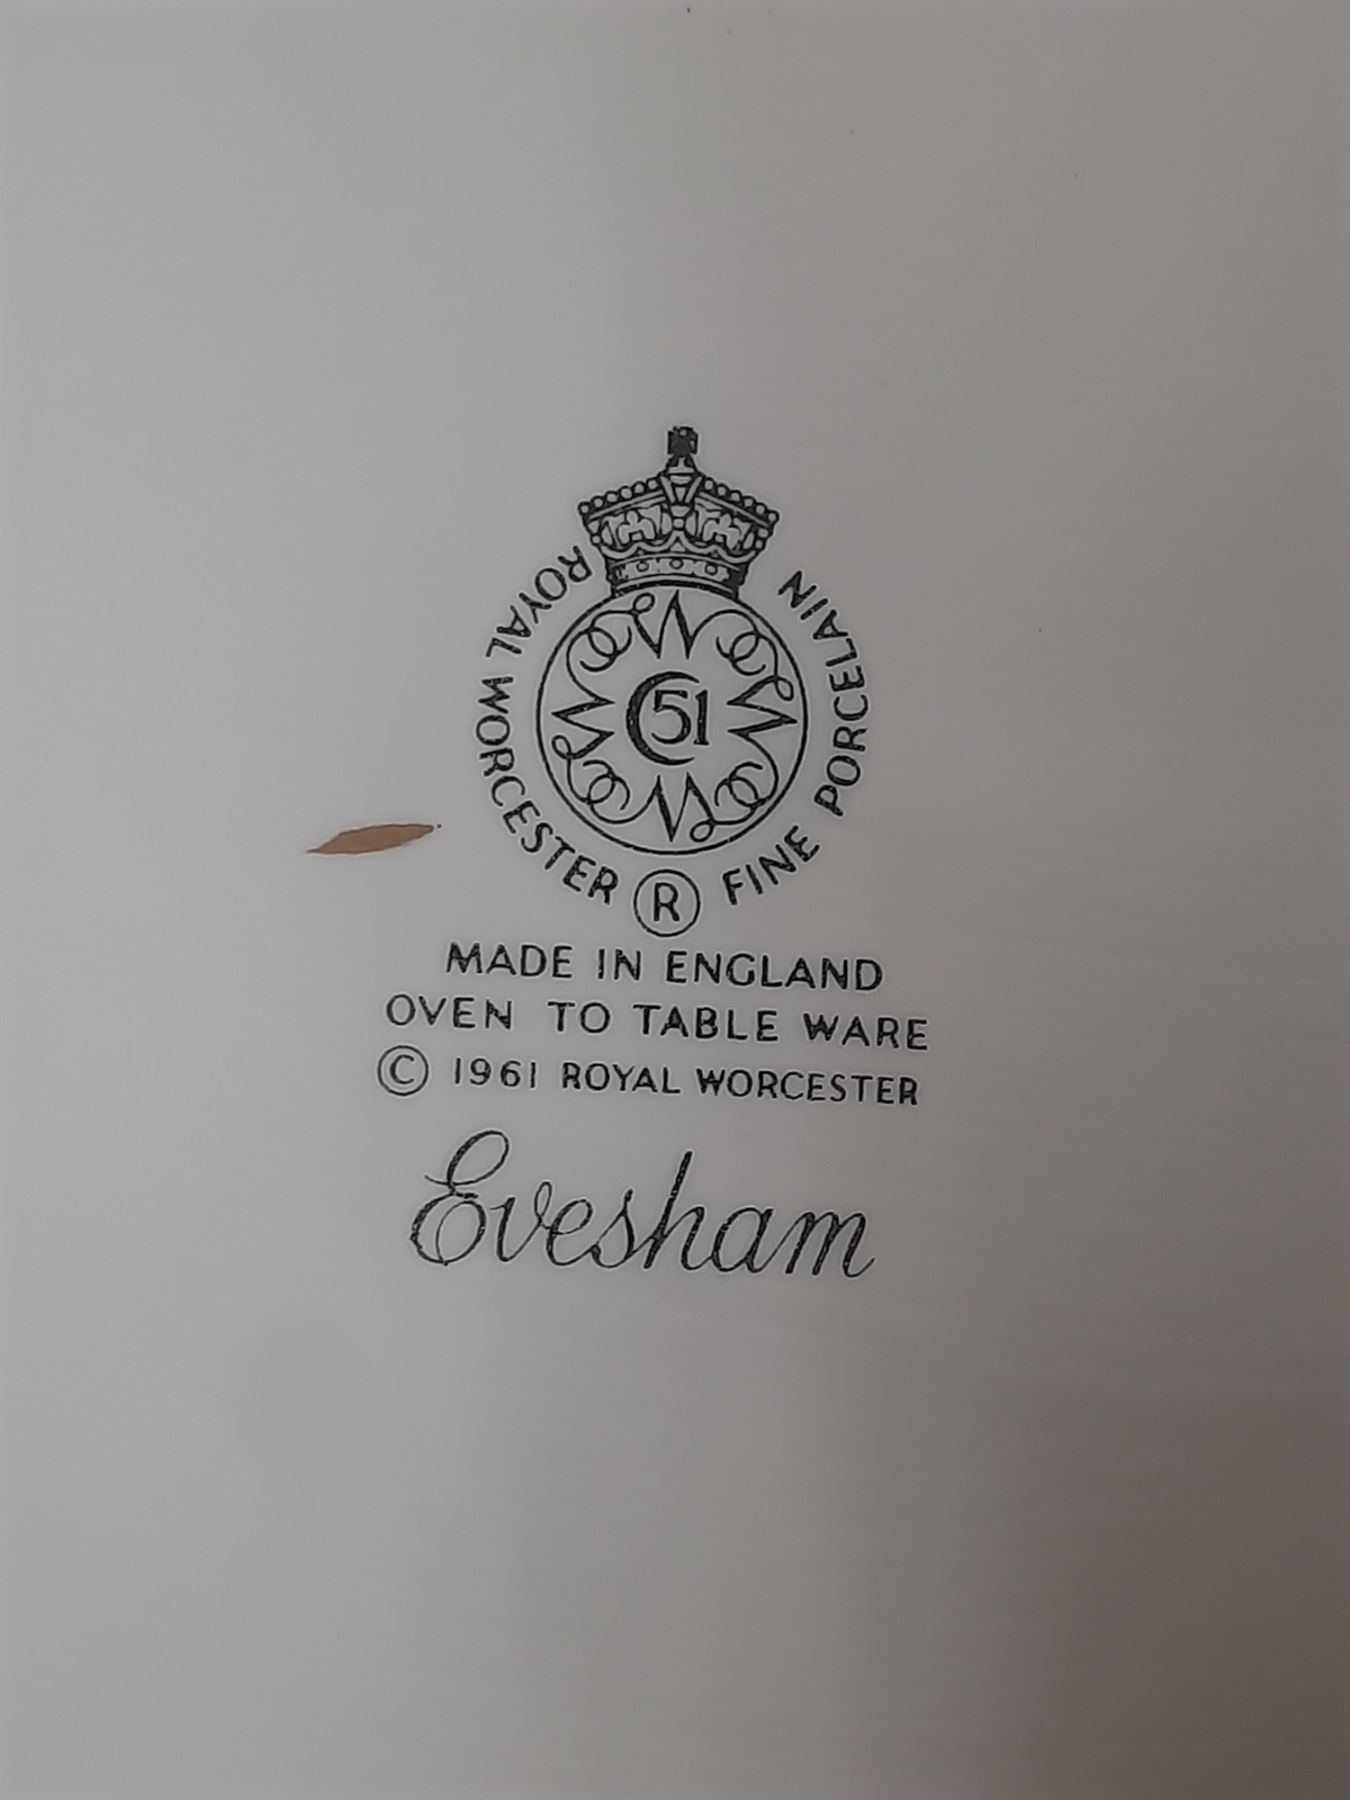 ROYAL WORCESTER ® FINE PORCELAIN
W W W W
C 51
MADE IN ENGLAND
OVEN TO TABLE WARE
© 1961 ROYAL WORCESTER
Evesham